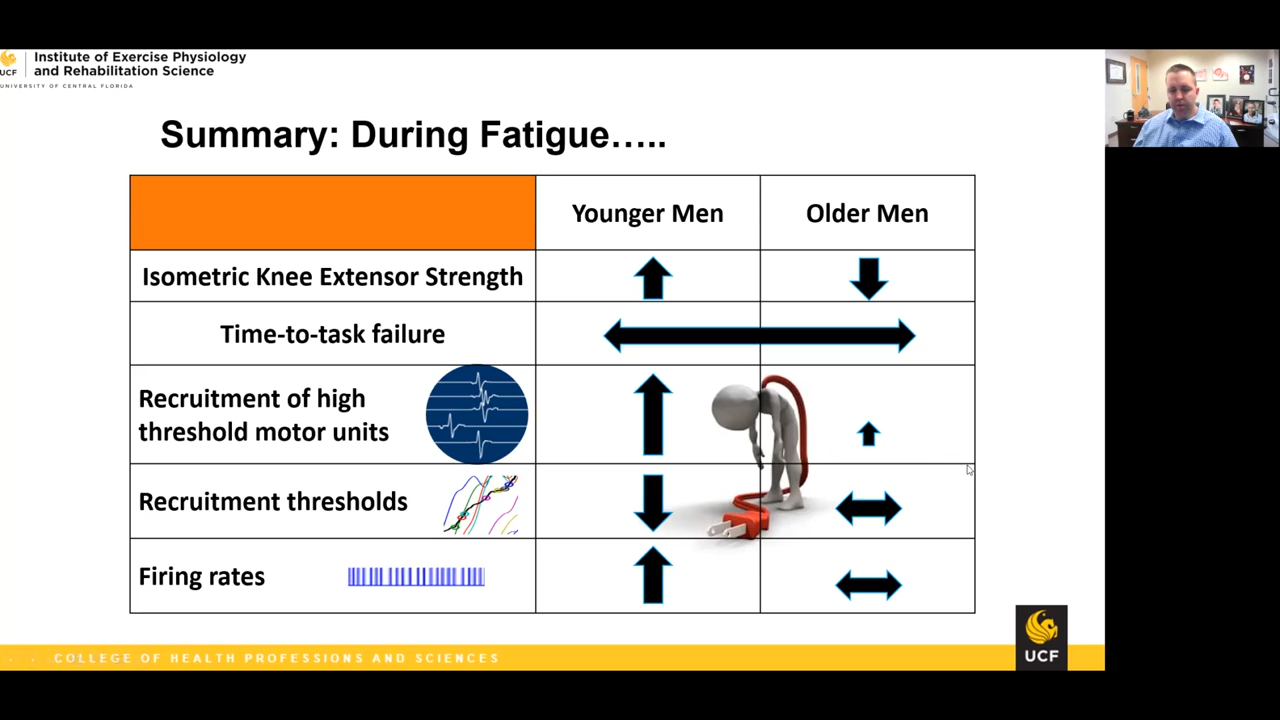 Institute of Exercise Physiology
and Rehabilitation Science
UCF
UNIVERSITY OF CENTRAL FLORIDA
Summary: During Fatigue…..
Younger Men
Older Men
Isometric Knee Extensor Strength
Time-to-task failure
Recruitment of high
threshold motor units
Recruitment thresholds
Firing rates
COLLEGE OF HEALTH PROFESSIONS AND SCIENCES
UCF